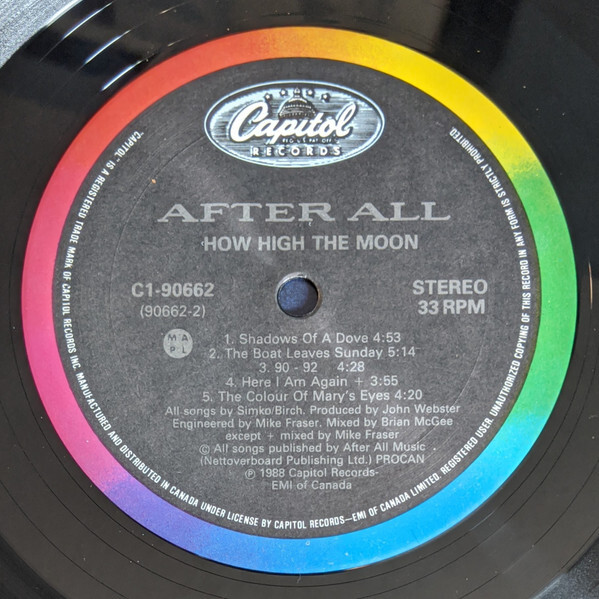 Capitol
REG. U.S. PAT. OFF.
RECORDS
AFTER ALL
HOW HIGH THE MOON
C1-90662
(90662-2)
STEREO
33 RPM
M A
P L
1. Shadows Of A Dove 4:53
2. The Boat Leaves Sunday 5:14
3. 90 - 92 4:28
4. Here I Am Again + 3:55
5. The Colour Of Mary's Eyes 4:20
All songs by Simko/Birch. Produced by John Webster
Engineered by Mike Fraser. Mixed by Brian McGee
except + mixed by Mike Fraser
© All songs published by After All Music
(Nettoverboard Publishing Ltd.) PROCAN
℗ 1988 Capitol Records-
EMI of Canada
"CAPITOL" IS A REGISTERED TRADE MARK OF CAPITOL RECORDS INC. MANUFACTURED AND DISTRIBUTED IN CANADA UNDER LICENSE BY CAPITOL RECORDS—EMI OF CANADA LIMITED, REGISTERED USER. UNAUTHORIZED COPYING OF THIS RECORD IN ANY FORM IS STRICTLY PROHIBITED